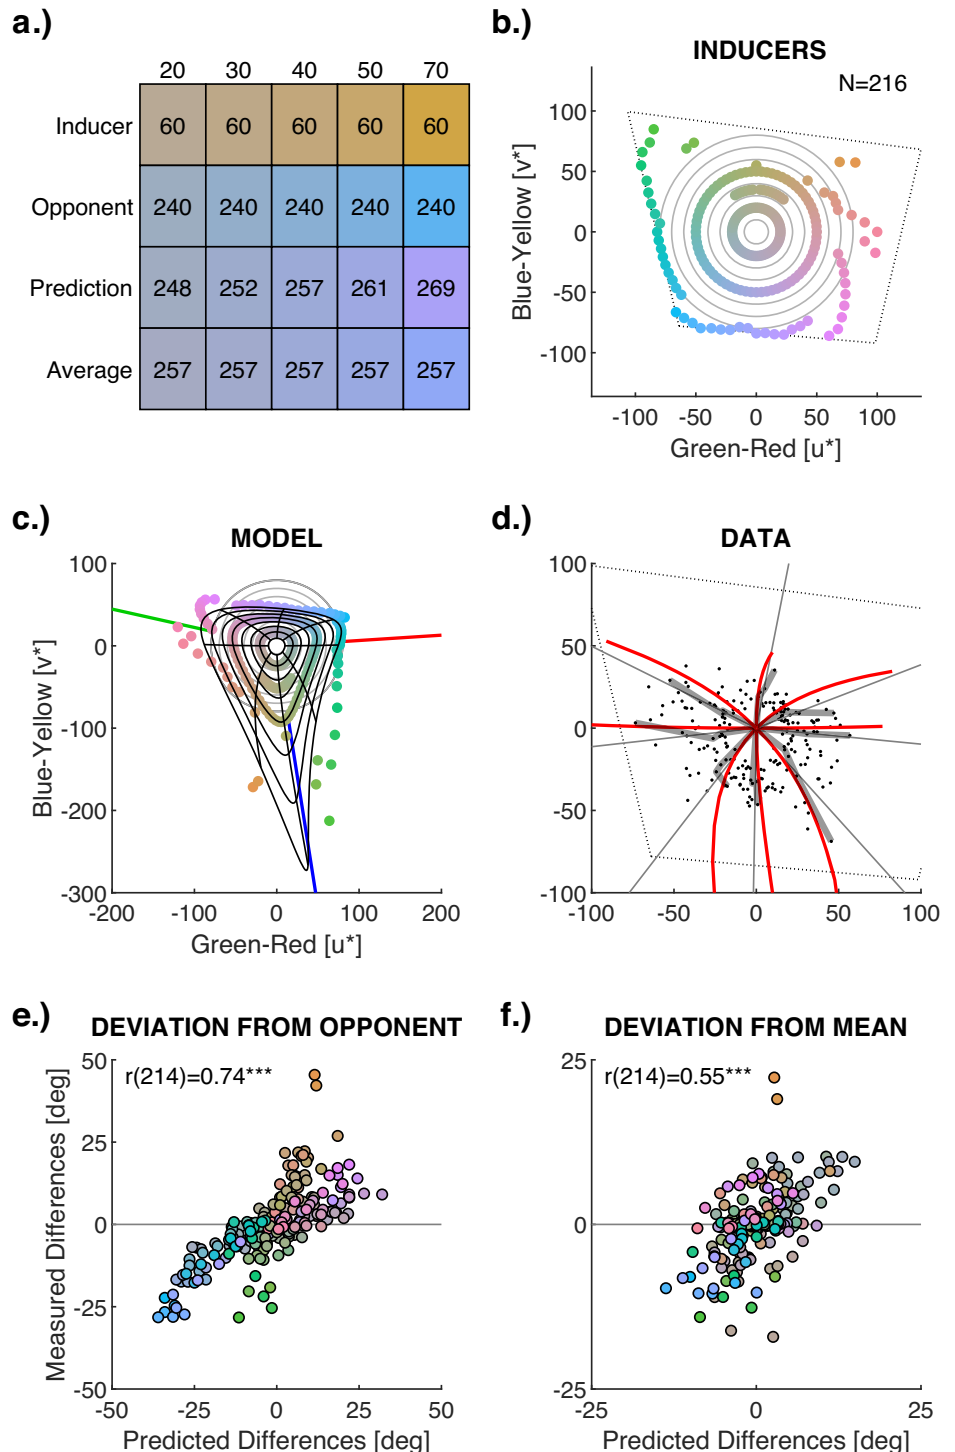 a.)
20 30 40 50 70
Inducer 60 60 60 60 60
Opponent 240 240 240 240 240
Prediction 248 252 257 261 269
Average 257 257 257 257 257
b.)
INDUCERS
N=216
100
50
0
-50
-100
Blue-Yellow [v*]
-100 -50 0 50 100
Green-Red [u*]
c.)
MODEL
100
0
-100
-200
-300
Blue-Yellow [v*]
-200 -100 0 100 200
Green-Red [u*]
d.)
DATA
100
50
0
-50
-100
-100 -50 0 50 100
e.)
DEVIATION FROM OPPONENT
r(214)=0.74***
50
25
0
-25
-50
Measured Differences [deg]
-50 -25 0 25 50
Predicted Differences [deg]
f.)
DEVIATION FROM MEAN
r(214)=0.55***
25
0
-25
-25 0 25
Predicted Differences [deg]